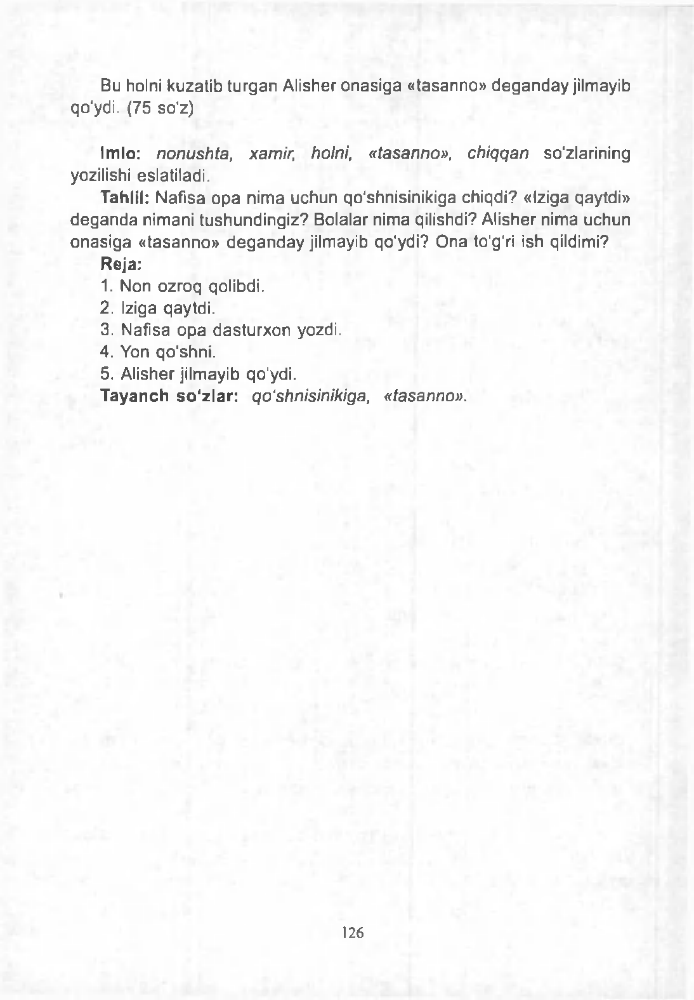 Bu holni kuzatib turgan Alisher onasiga «tasanno» deganday jilmayib
qo'ydi. (75 so'z)
Imlo: nonushta, xamir, holni, «tasanno», chiqqan so'zlarining
yozilishi eslatiladi.
Tahlil: Nafisa opa nima uchun qo'shnisinikiga chiqdi? «Iziga qaytdi»
deganda nimani tushundingiz? Bolalar nima qilishdi? Alisher nima uchun
onasiga «tasanno» deganday jilmayib qo'ydi? Ona to'g'ri ish qildimi?
Reja:
1. Non ozroq qolibdi.
2. Iziga qaytdi.
3. Nafisa opa dasturxon yozdi.
4. Yon qo'shni.
5. Alisher jilmayib qo'ydi.
Tayanch so'zlar: qo'shnisinikiga, «tasanno».
126